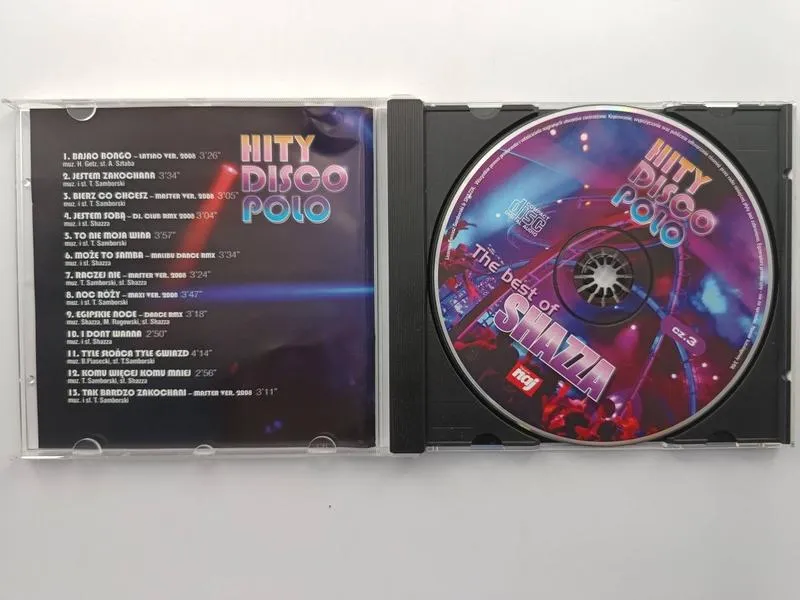 HITY
DISCO
POLO
1. BAJAO BONGO – LATINO VER. 2008 3'26"
muz. H. Getz, sł. A. Sztaba
2. JESTEM ZAKOCHANA 3'34"
muz. i sł. T. Samborski
3. BIERZ CO CHCESZ – MASTER VER. 2008 3'05"
muz. i sł. T. Samborski
4. JESTEM SOBĄ – DJ. CLUB RMX 2008 3'04"
muz. i sł. Shazza
5. TO NIE MOJA WINA 3'57"
muz. i sł. T. Samborski
6. MOŻE TO SAMBA – MALIBU DANCE RMX 3'34"
muz. i sł. Shazza
7. RACZEJ NIE – MASTER VER. 2008 3'24"
muz. T. Samborski, sł. Shazza
8. NOC RÓŻY – MAXI VER. 2008 3'47"
muz. i sł. T. Samborski
9. EGIPSKIE NOCE – DANCE RMX 3'18"
muz. Shazza, M. Rogowski, sł. Shazza
10. I DONT WANNA 2'50"
muz. i sł. Shazza
11. TYLE SŁOŃCA TYLE GWIAZD 4'14"
muz. B.Piasecki, sł. T.Samborski
12. KOMU WIĘCEJ KOMU MNIEJ 2'56"
muz. T. Samborski, sł. Shazza
13. TAK BARDZO ZAKOCHANI – MASTER VER. 2008 3'11"
muz. i sł. T. Samborski
HITY
DISCO
POLO
COMPACT
disc
DIGITAL AUDIO
The best of
SHAZZA
cz.3
naj